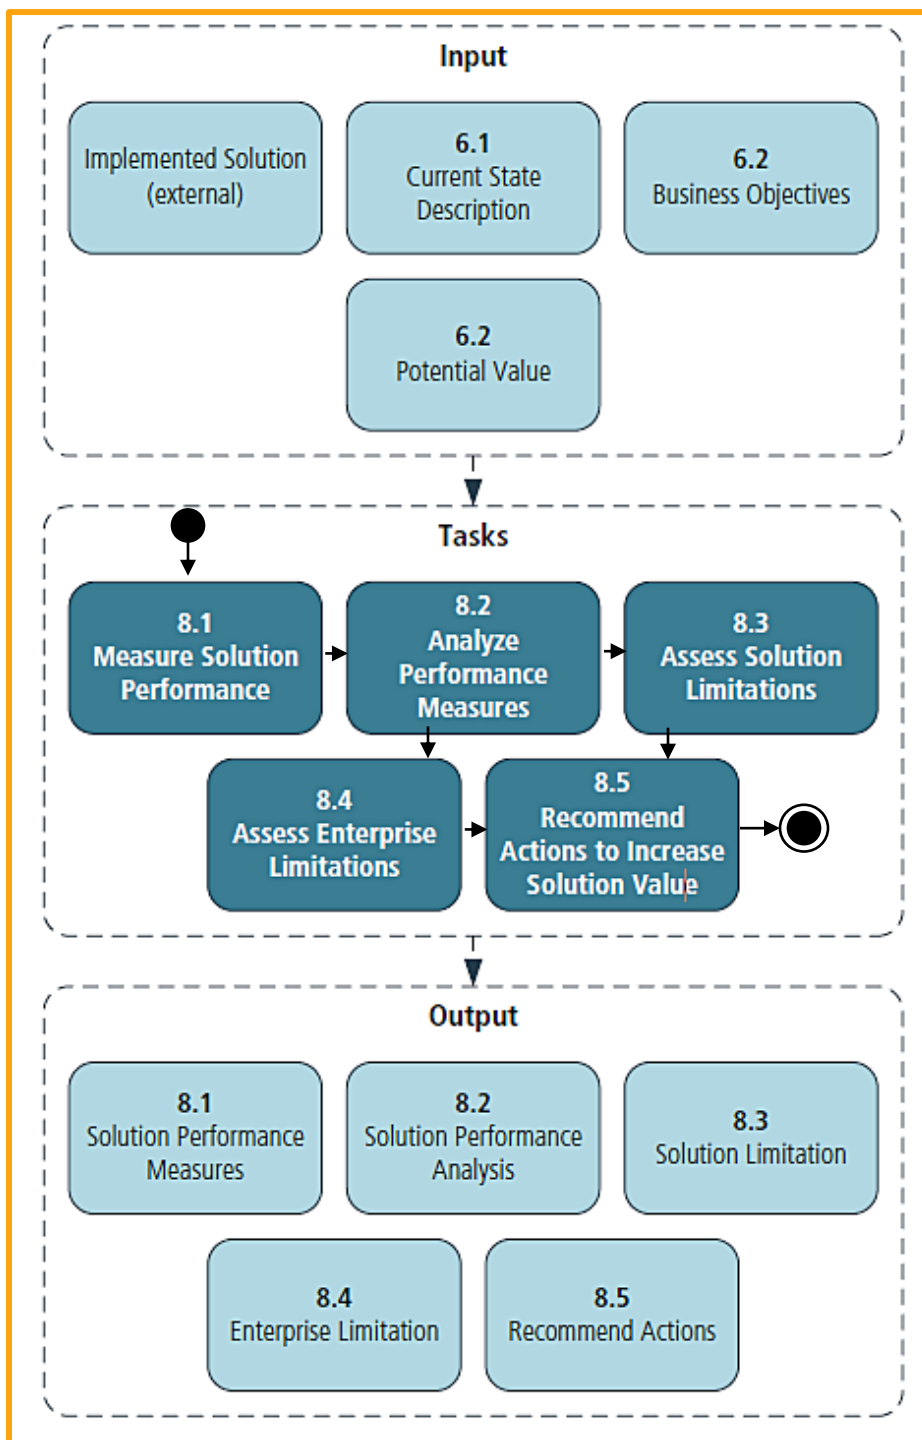 Input
Implemented Solution
(external)
6.1
Current State
Description
6.2
Business Objectives
6.2
Potential Value
Tasks
8.1
Measure Solution
Performance
8.2
Analyze
Performance
Measures
8.3
Assess Solution
Limitations
8.4
Assess Enterprise
Limitations
8.5
Recommend
Actions to Increase
Solution Value
Output
8.1
Solution Performance
Measures
8.2
Solution Performance
Analysis
8.3
Solution Limitation
8.4
Enterprise Limitation
8.5
Recommend Actions